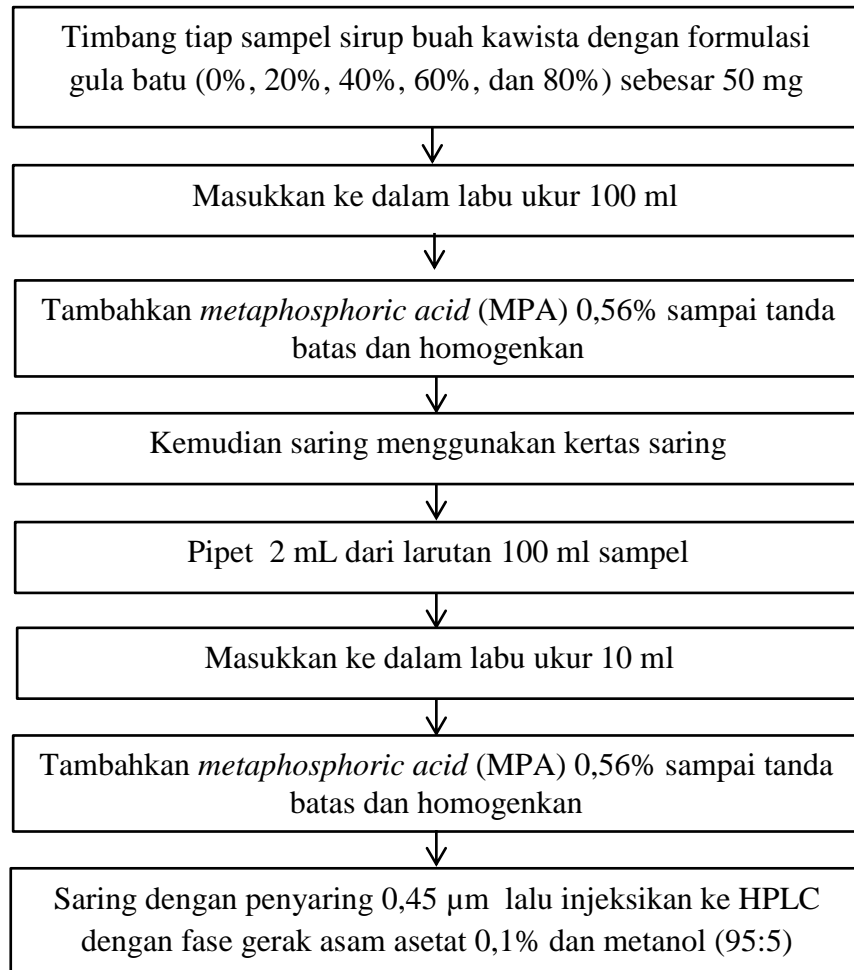 Timbang tiap sampel sirup buah kawista dengan formulasi
gula batu (0%, 20%, 40%, 60%, dan 80%) sebesar 50 mg
Masukkan ke dalam labu ukur 100 ml
Tambahkan metaphosphoric acid (MPA) 0,56% sampai tanda
batas dan homogenkan
Kemudian saring menggunakan kertas saring
Pipet 2 mL dari larutan 100 ml sampel
Masukkan ke dalam labu ukur 10 ml
Tambahkan metaphosphoric acid (MPA) 0,56% sampai tanda
batas dan homogenkan
Saring dengan penyaring 0,45 µm lalu injeksikan ke HPLC
dengan fase gerak asam asetat 0,1% dan metanol (95:5)